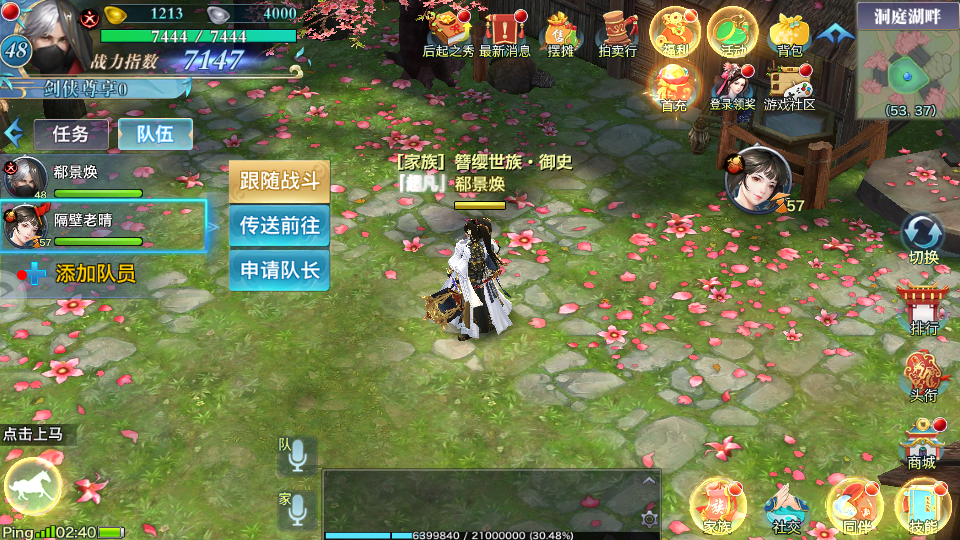 48
1213
4000
7444 / 7444
战力指数 7147
剑侠尊享0
后起之秀
最新消息
摆摊
拍卖行
福利
活动
背包
首充
登录领奖
游戏社区
洞庭湖畔
(53, 37)
任务
队伍
郗景焕
48
隔壁老晴
57
添加队员
跟随战斗
传送前往
申请队长
[家族] 簪缨世族·御史
「超凡」 郗景焕
57
切换
排行
头衔
商城
点击上马
队
家
Ping
02:40
6399840 / 21000000 (30.48%)
家族
社交
同伴
技能